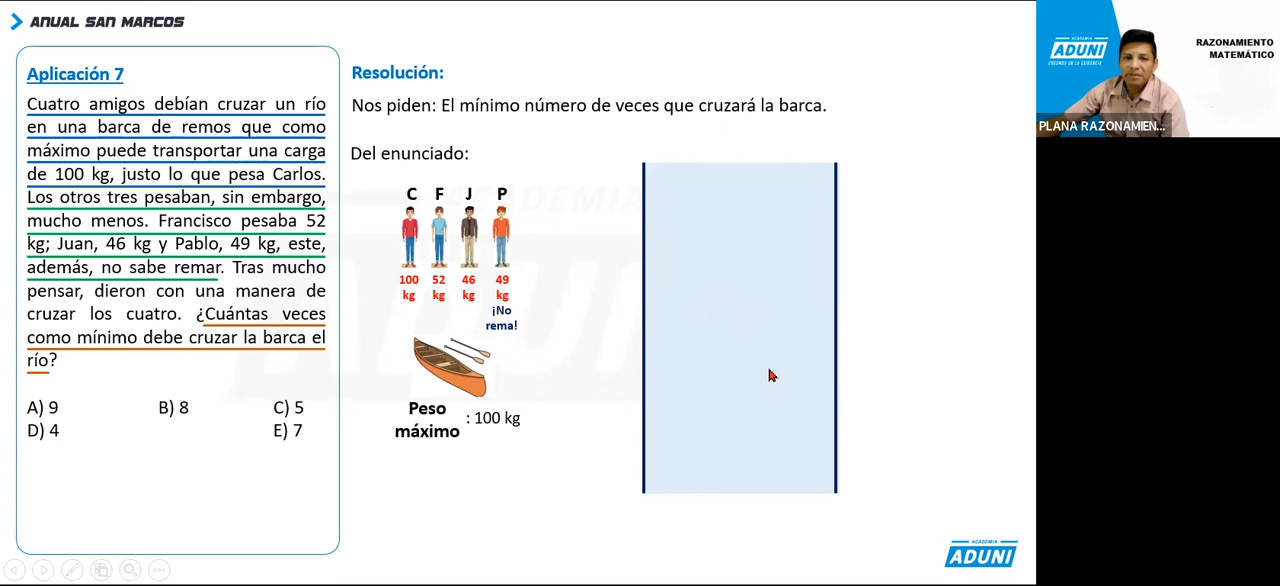 ANUAL SAN MARCOS
Aplicación 7
Cuatro amigos debían cruzar un río
en una barca de remos que como
máximo puede transportar una carga
de 100 kg, justo lo que pesa Carlos.
Los otros tres pesaban, sin embargo,
mucho menos. Francisco pesaba 52
kg; Juan, 46 kg y Pablo, 49 kg, este,
además, no sabe remar. Tras mucho
pensar, dieron con una manera de
cruzar los cuatro. ¿Cuántas veces
como mínimo debe cruzar la barca el
río?
A) 9 B) 8 C) 5
D) 4 E) 7
Resolución:
Nos piden: El mínimo número de veces que cruzará la barca.
Del enunciado:
C F J P
100 52 46 49
kg kg kg kg
¡No
rema!
Peso
máximo : 100 kg
ACADEMIA
ADUNI
ACADEMIA
ADUNI
RAZONAMIENTO
MATEMÁTICO
PLANA RAZONAMIEN...